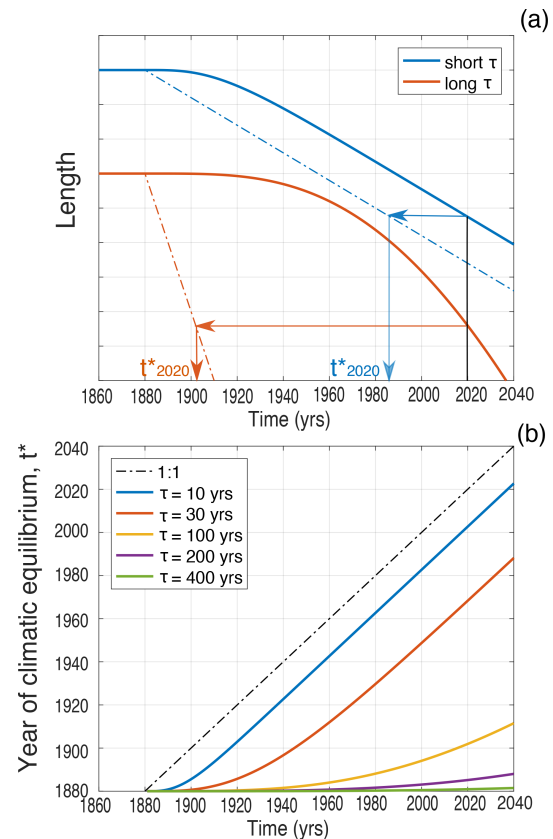 (a)
short τ
long τ
Length
t*2020
t*2020
1860 1880 1900 1920 1940 1960 1980 2000 2020 2040
Time (yrs)
(b)
Year of climatic equilibrium, t*
2040
2020
2000
1980
1960
1940
1920
1900
1880
1:1
τ = 10 yrs
τ = 30 yrs
τ = 100 yrs
τ = 200 yrs
τ = 400 yrs
1860 1880 1900 1920 1940 1960 1980 2000 2020 2040
Time (yrs)